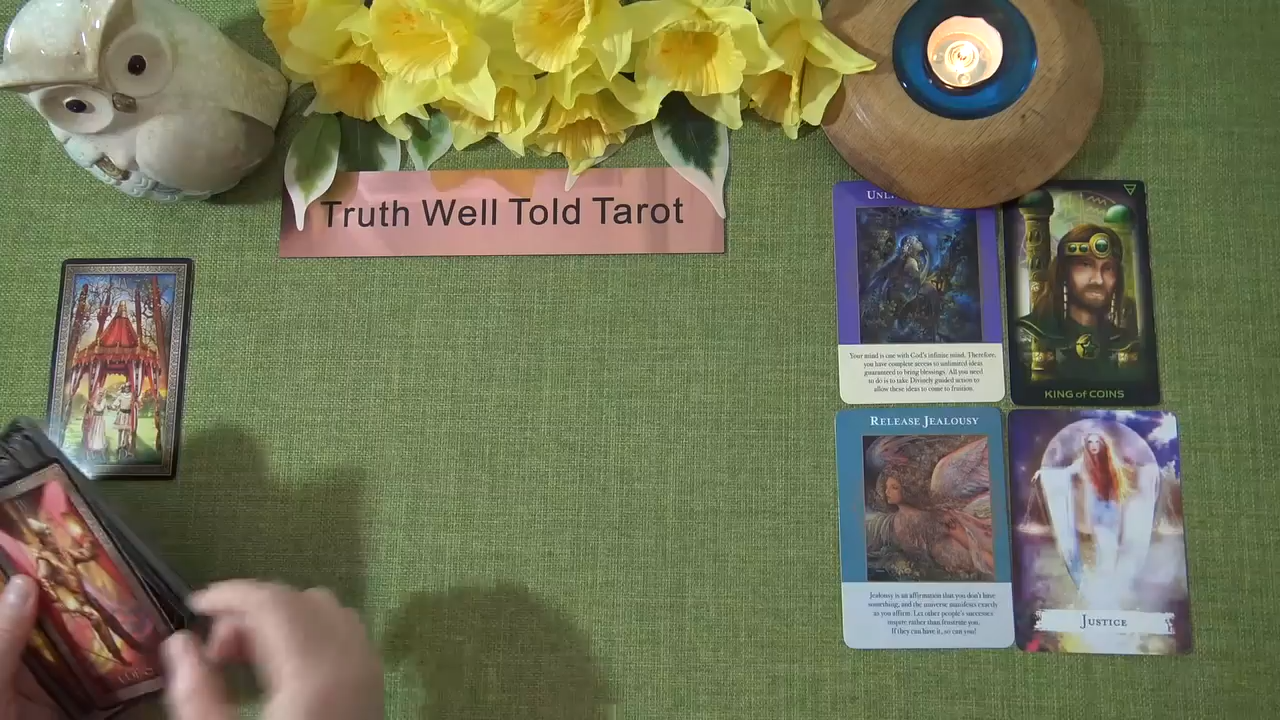 Truth Well Told Tarot
Your mind is one with God's infinite mind. Therefore,
you have complete access to unlimited ideas
guaranteed to bring blessings. All you need
to do is to take Divinely guided action to
allow these ideas to come to fruition.
KING of COINS
RELEASE JEALOUSY
Jealousy is an affirmation that you don't have
something, and the universe manifests exactly
as you affirm. Let other people's successes
inspire rather than frustrate you.
If they can have it, so can you!
JUSTICE